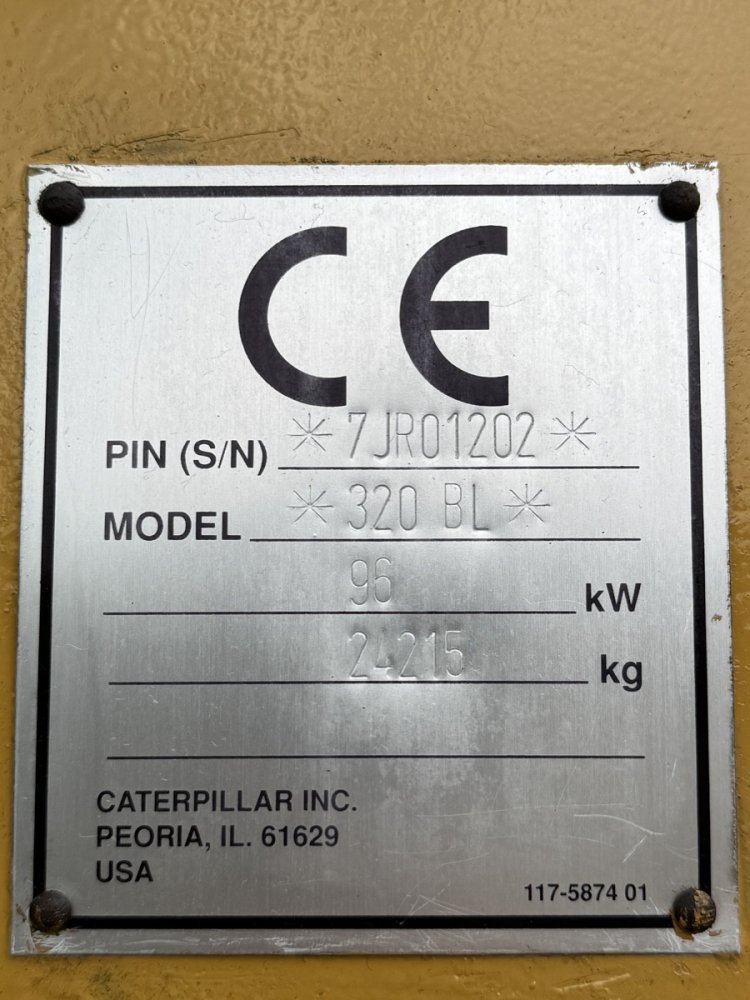 CE
PIN (S/N) *7JR01202*
MODEL *320 BL*
96 kW
24215 kg
CATERPILLAR INC.
PEORIA, IL. 61629
USA
117-5874 01